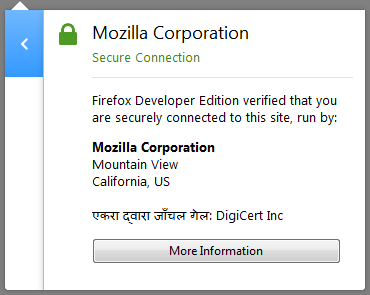 Mozilla Corporation
Secure Connection
Firefox Developer Edition verified that you
are securely connected to this site, run by:
Mozilla Corporation
Mountain View
California, US
एकरा द्वारा जाँचल गेल: DigiCert Inc
More Information